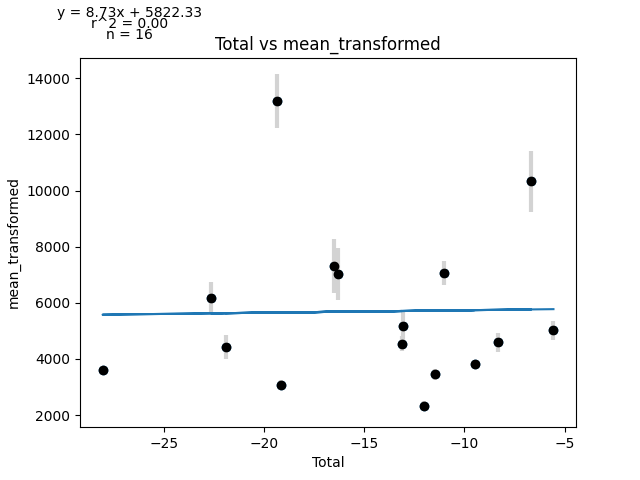 y = 8.73x + 5822.33
r^2 = 0.00
n = 16
Total vs mean_transformed
14000
12000
10000
8000
6000
4000
2000
mean_transformed
−25
−20
−15
−10
−5
Total